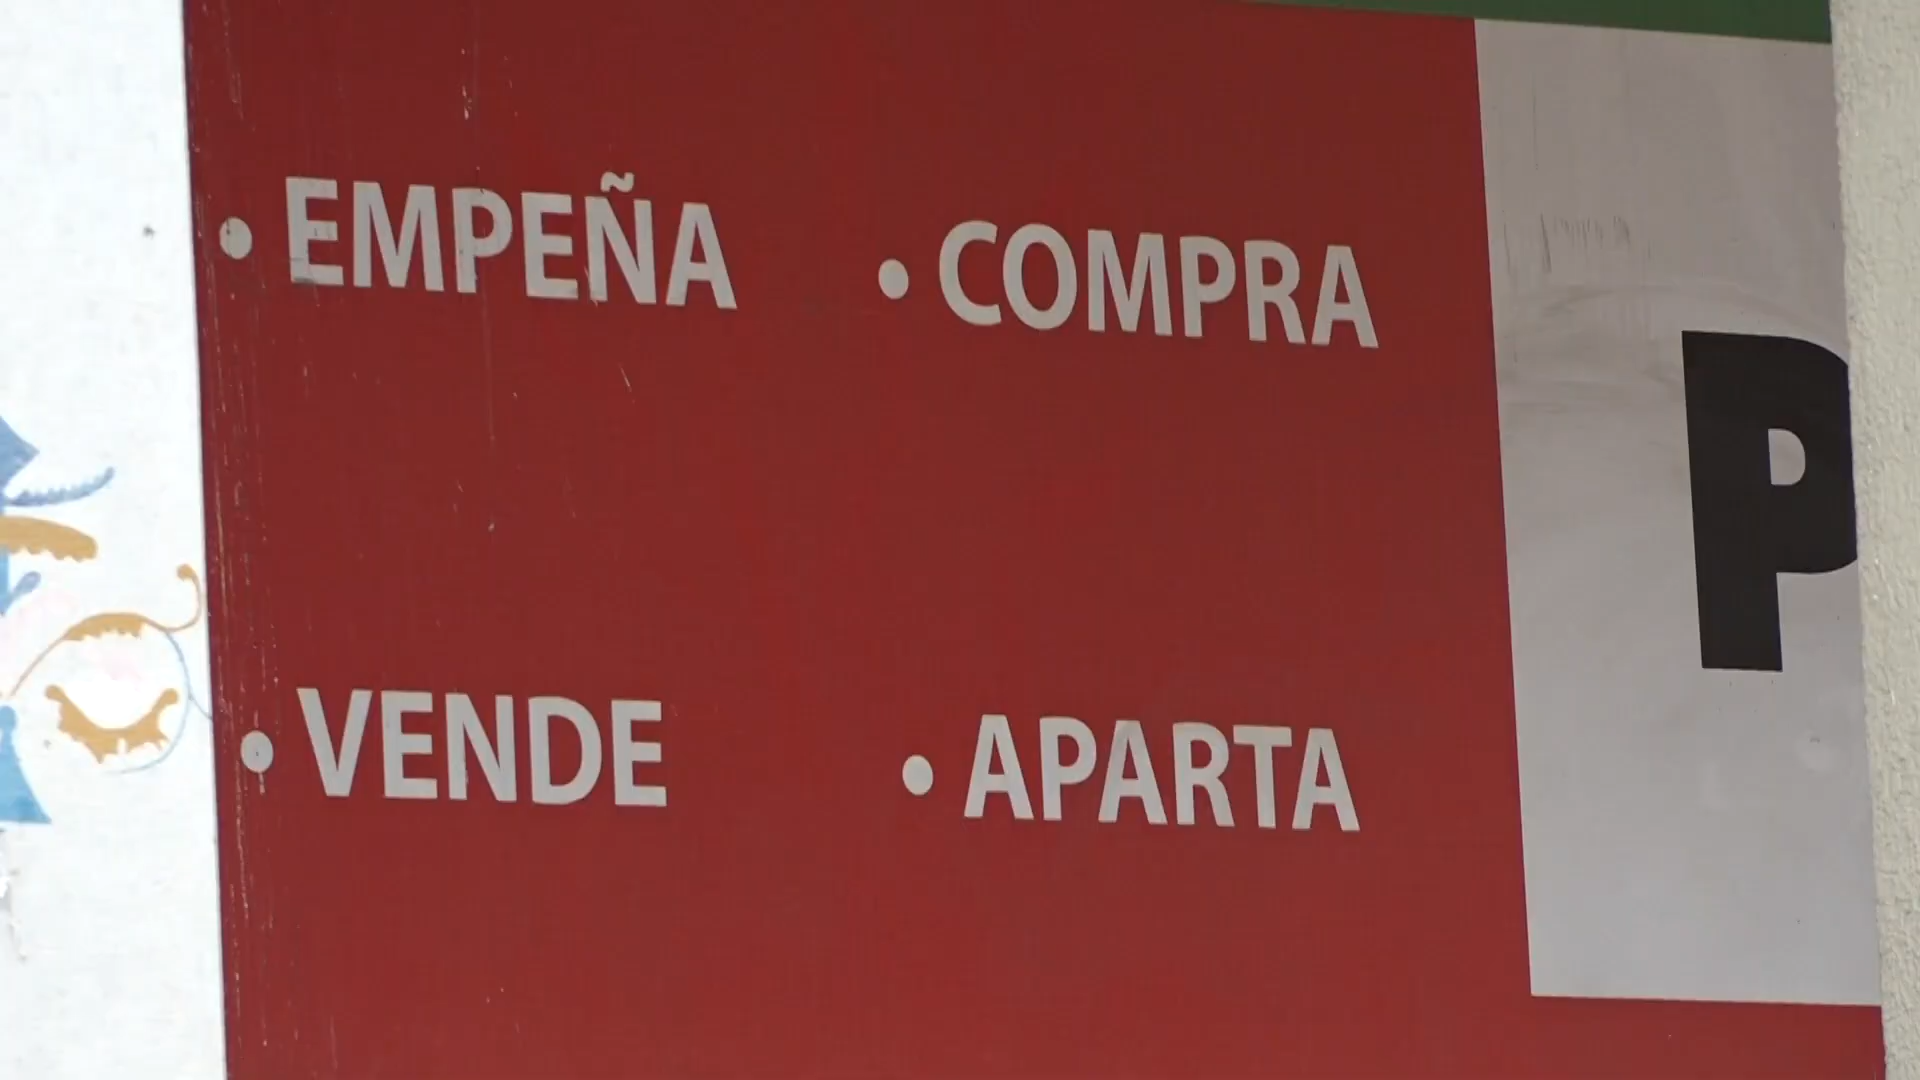 • EMPEÑA • COMPRA
• VENDE • APARTA
P